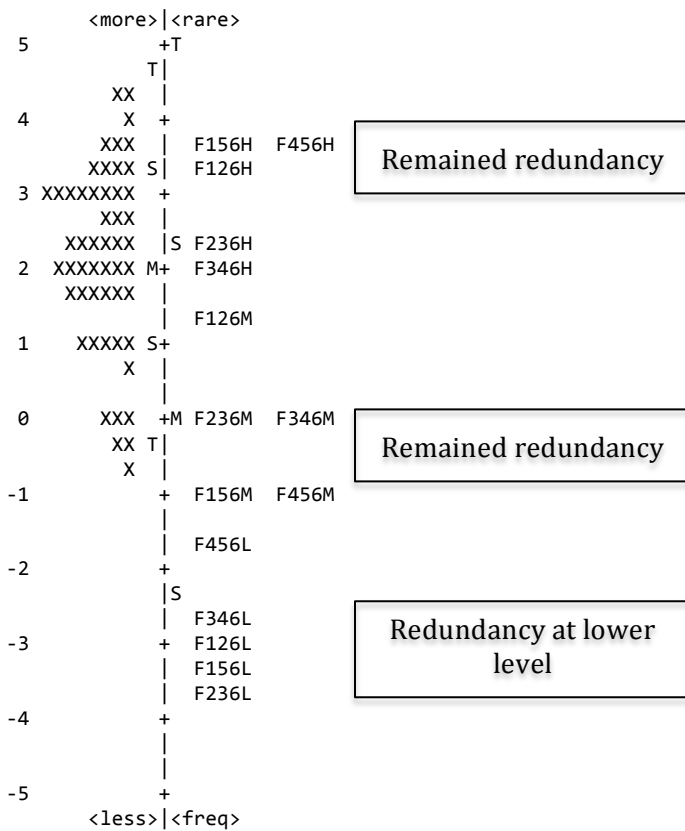 <more>|<rare>
5 +T
T|
XX |
4 X +
XXX | F156H F456H
XXXX S| F126H
3 XXXXXXXX +
XXX |
XXXXXX |S F236H
2 XXXXXXX M+ F346H
XXXXXX |
| F126M
1 XXXXX S+
X |
|
0 XXX +M F236M F346M
XX T|
X |
-1 + F156M F456M
|
| F456L
-2 +
|S
| F346L
-3 + F126L
| F156L
| F236L
-4 +
|
|
-5 +
<less>|<freq>
Remained redundancy
Remained redundancy
Redundancy at lower
level